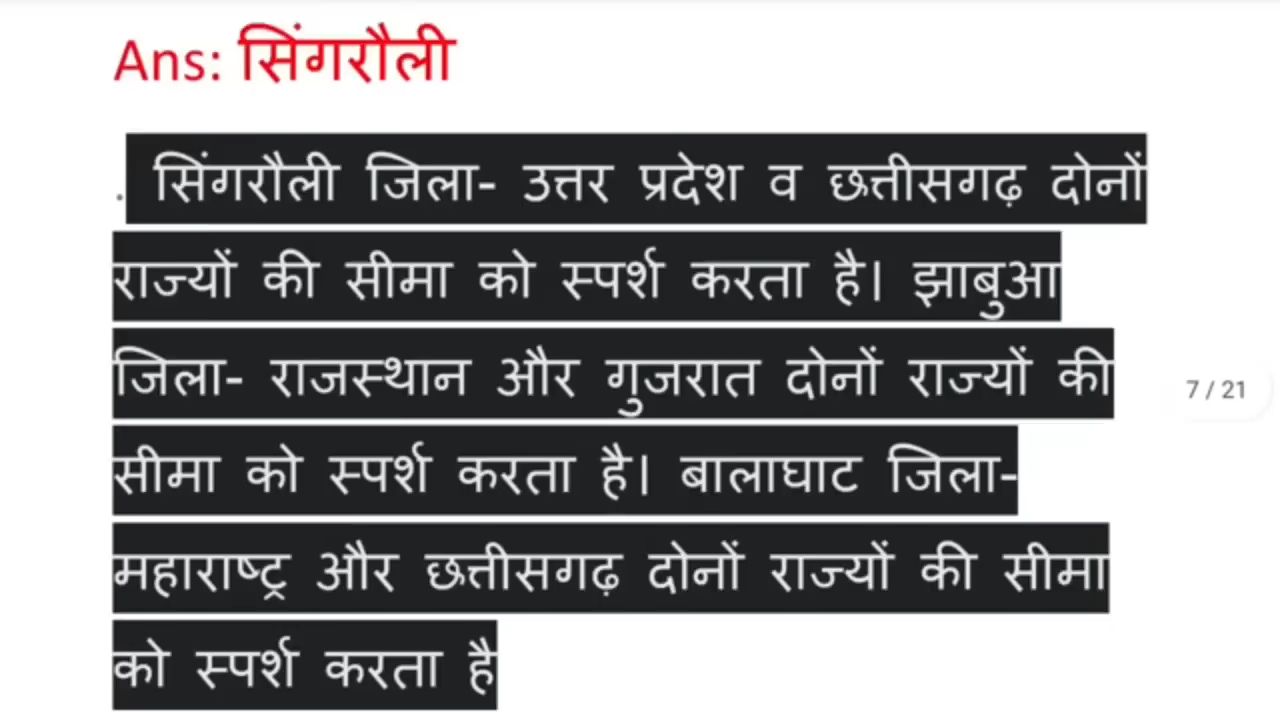 Ans: सिंगरौली
. सिंगरौली जिला- उत्तर प्रदेश व छत्तीसगढ़ दोनों
राज्यों की सीमा को स्पर्श करता है। झाबुआ
जिला- राजस्थान और गुजरात दोनों राज्यों की
सीमा को स्पर्श करता है। बालाघाट जिला-
महाराष्ट्र और छत्तीसगढ़ दोनों राज्यों की सीमा
को स्पर्श करता है
7 / 21